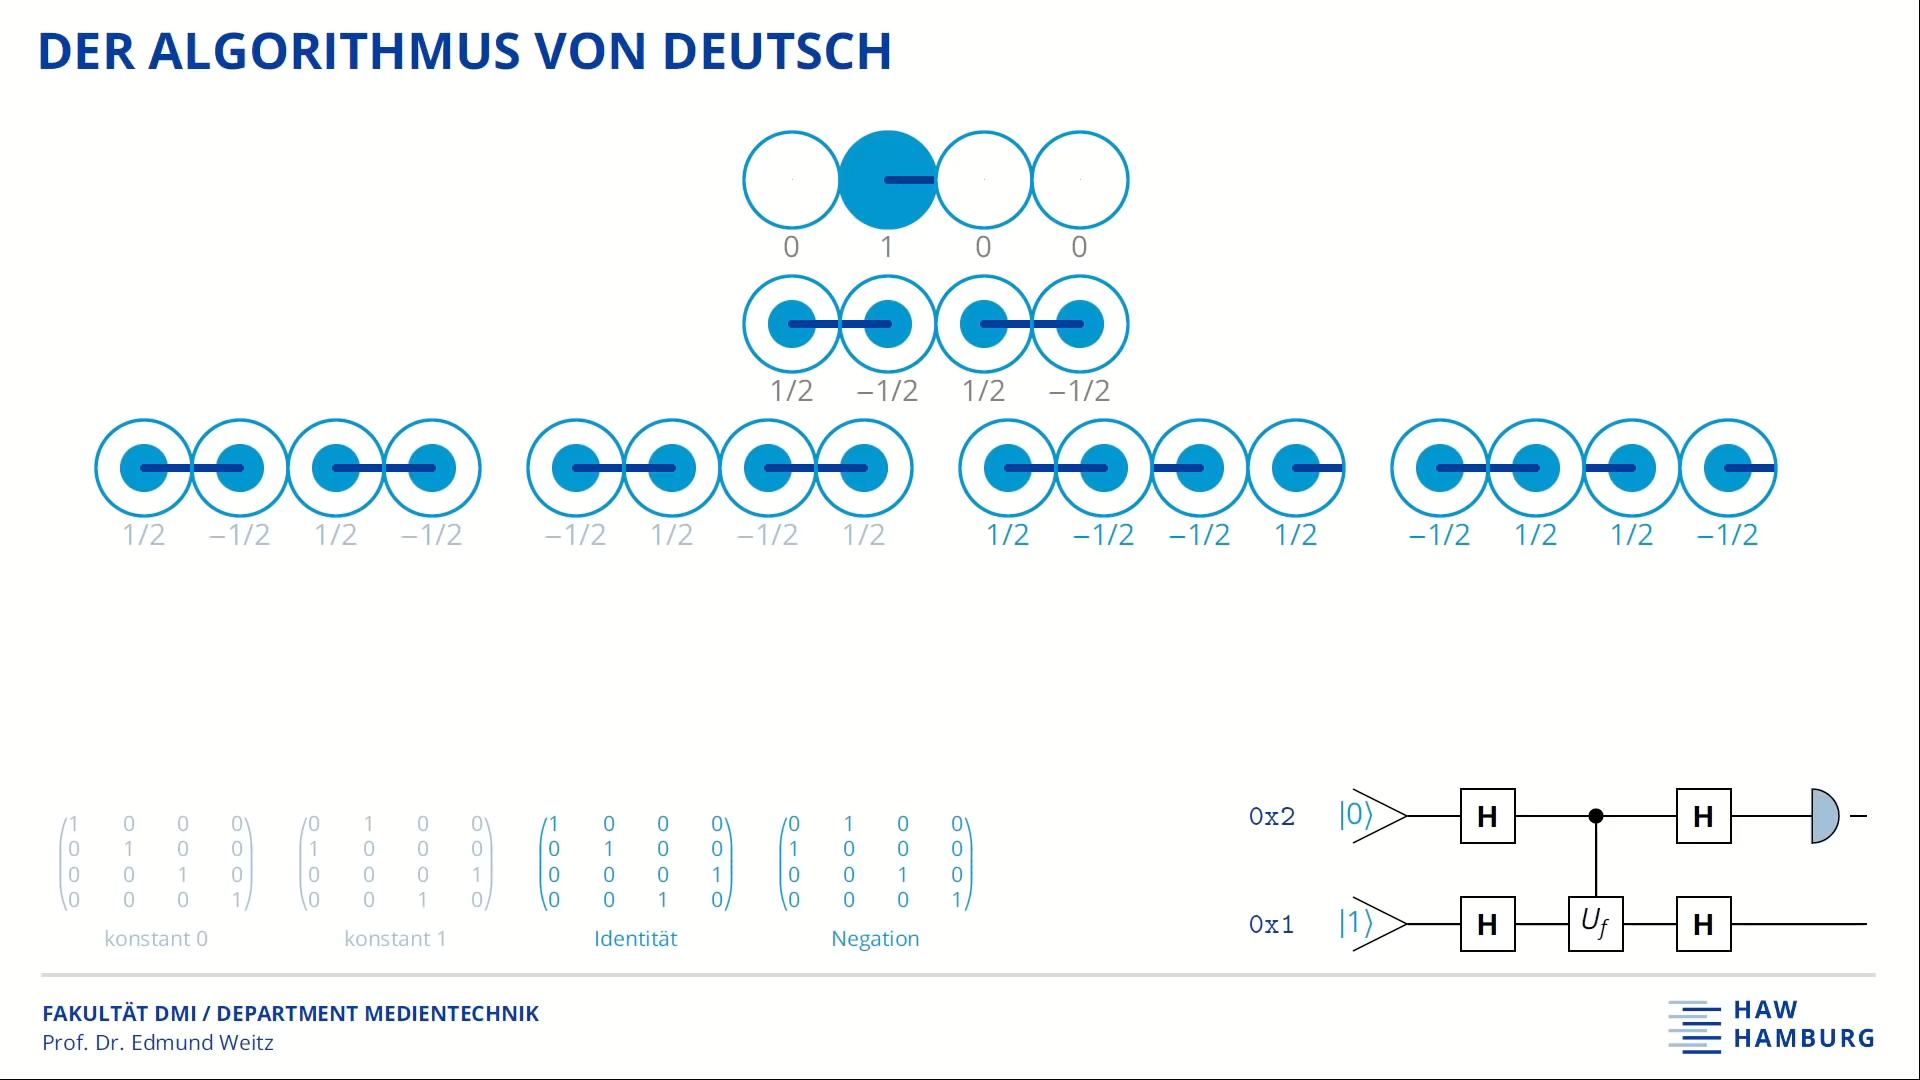 DER ALGORITHMUS VON DEUTSCH
0 1 0 0
1/2 −1/2 1/2 −1/2
1/2 −1/2 1/2 −1/2 −1/2 1/2 −1/2 1/2 1/2 −1/2 −1/2 1/2 −1/2 1/2 1/2 −1/2
1 0 0 0
0 1 0 0
0 0 1 0
0 0 0 1
konstant 0
0 1 0 0
1 0 0 0
0 0 0 1
0 0 1 0
konstant 1
1 0 0 0
0 1 0 0
0 0 0 1
0 0 1 0
Identität
0 1 0 0
1 0 0 0
0 0 1 0
0 0 0 1
Negation
0x2 |0⟩ H H
0x1 |1⟩ H U_f H
FAKULTÄT DMI / DEPARTMENT MEDIENTECHNIK
Prof. Dr. Edmund Weitz
HAW
HAMBURG